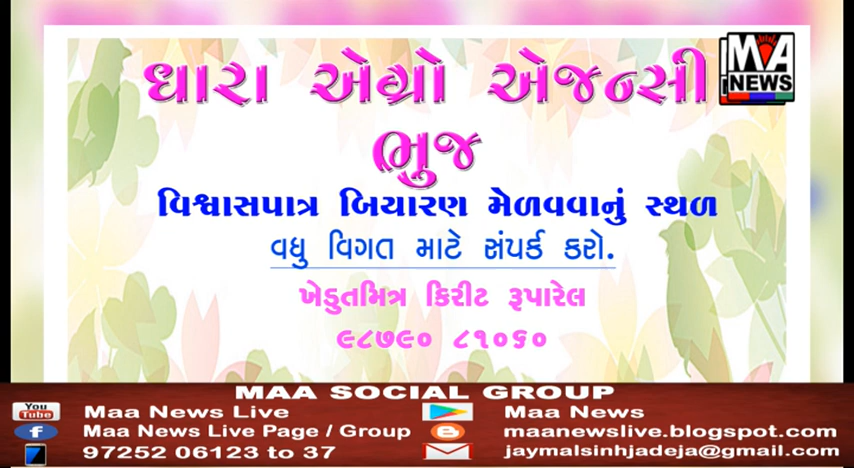 ધારા એગ્રો એજન્સી
MAA NEWS
ભુજ
વિશ્વાસપાત્ર બિયારણ મેળવવાનું સ્થળ
વધુ વિગત માટે સંપર્ક કરો.
ખેડુતમિત્ર કિરીટ રૂપારેલ
૯૮૭૯૦ ૮૧૦૬૦
MAA SOCIAL GROUP
You Tube Maa News Live
Maa News
f Maa News Live Page / Group
maanewslive.blogspot.com
97252 06123 to 37
jaymalsinhjadeja@gmail.com